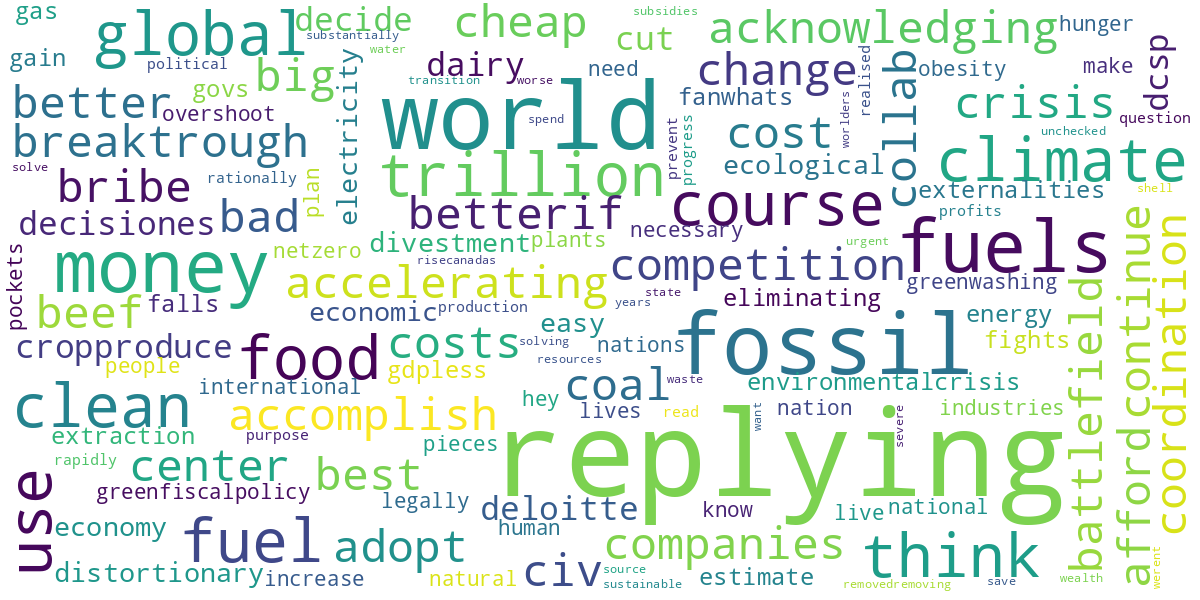 gas
global
decide
substantially
water
cheap
subsidies
cut
acknowledging
hunger
gain
political
big
electricity
dairy
transition
worse
need
change
realised
obesity
make
dcsp
govs
better
overshoot
world
spend
fanwhats
collab
crisis
question
breaktrough
trillion
prevent
progress
cost
worlders
unchecked
climate
solve
bribe
rationally
plan
ecological
externalities
shell
decisiones
bad
betterif
course
profits
necessary
fuels
netzero
divestment
plants
urgent
pockets
money
risecanadas
accelerating
competition
state
greenwashing
beef
falls
economic
production
years
eliminating
energy
battlefield
affordcontinue
coordination
easy
fossil
fights
cropproduce
food
costs
solving
nations
resources
people
gdpless
coal
waste
environmentalcrisis
international
hey
clean
accomplish
lives
read
want
nation
severe
industries
extraction
purpose
pieces
replying
rapidly
center
best
use
greenfiscalpolicy
legally
deloitte
know
live
national
economy
fuel
adopt
human
companies
think
distortionary
increase
natural
civ
source
sustainable
estimate
removedremoving
save
wealth
werent